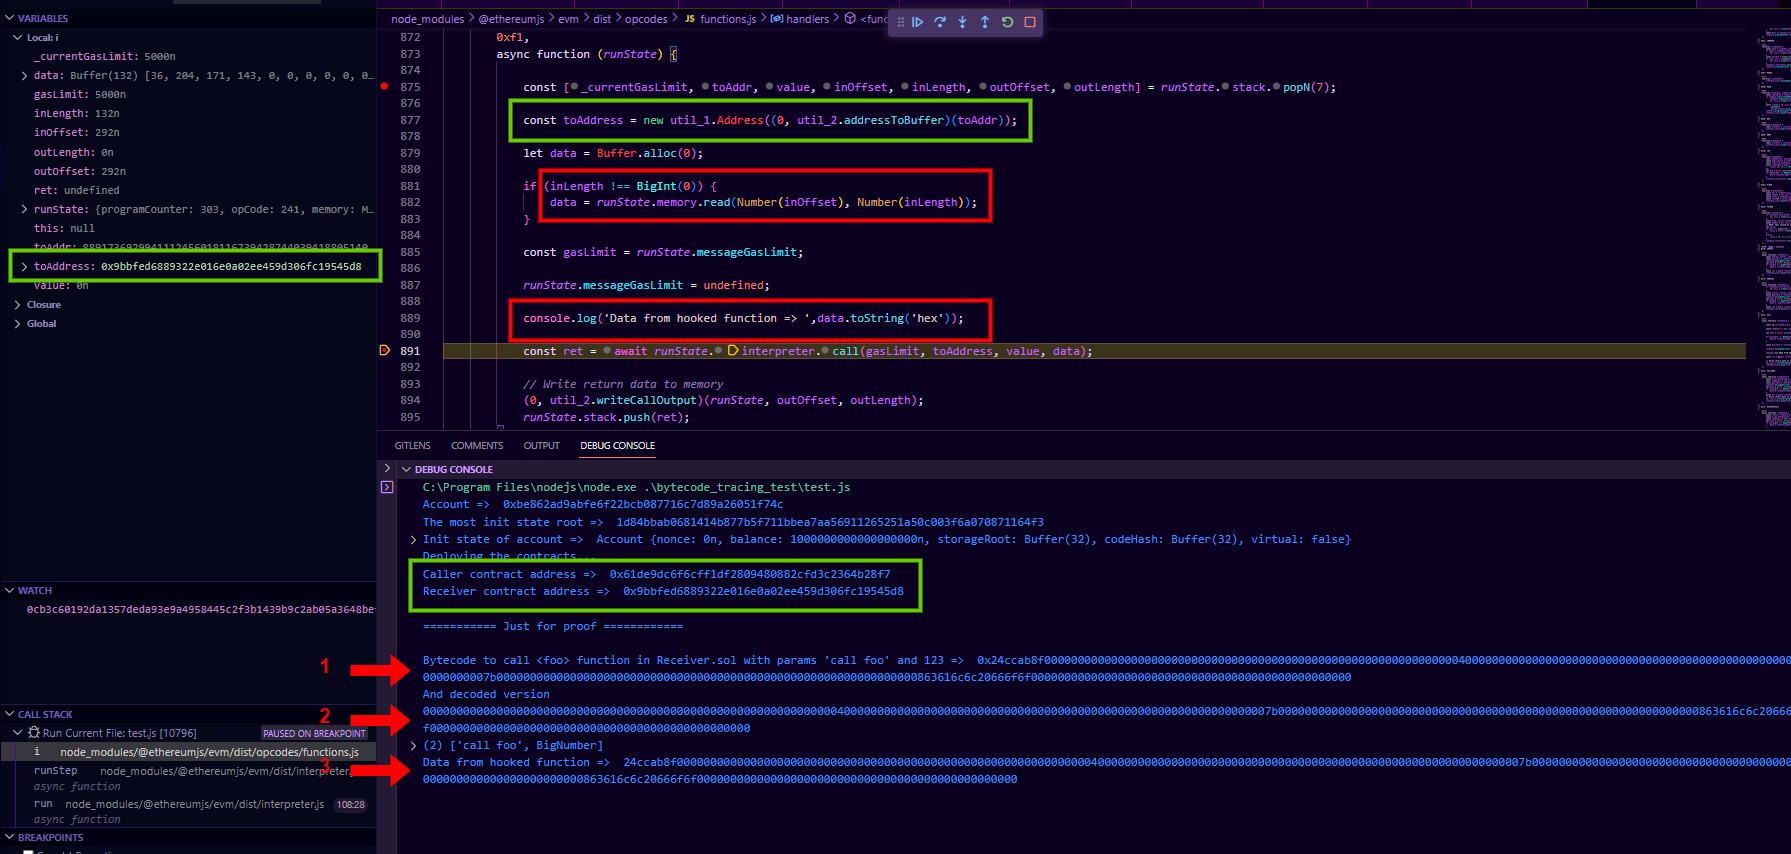 VARIABLES
Local: i
_currentGasLimit: 5000n
data: Buffer(132) [36, 204, 171, 143, 0, 0, 0, 0, 0, 0…
gasLimit: 5000n
inLength: 132n
inOffset: 292n
outLength: 0n
outOffset: 292n
ret: undefined
runState: {programCounter: 303, opCode: 241, memory: M…
this: null
toAddress: 0x9bbfed6889322e016e0a02ee459d306fc19545d8
value: 0n
Closure
Global
WATCH
CALL STACK
Run Current File: test.js [10796] PAUSED ON BREAKPOINT
i node_modules/@ethereumjs/evm/dist/opcodes/functions.js
runStep node_modules/@ethereumjs/evm/dist/interpreter.
async function
run node_modules/@ethereumjs/evm/dist/interpreter.js 108:28
async function
BREAKPOINTS
node_modules > @ethereumjs > evm > dist > opcodes > JS functions.js > handlers > <func
872 0xf1,
873 async function (runState) {
874
875 const [ _currentGasLimit, toAddr, value, inOffset, inLength, outOffset, outLength] = runState. stack. popN(7);
876
877 const toAddress = new util_1.Address((0, util_2.addressToBuffer)(toAddr));
878
879 let data = Buffer.alloc(0);
880
881 if (inLength !== BigInt(0)) {
882 data = runState.memory.read(Number(inOffset), Number(inLength));
883 }
884
885 const gasLimit = runState.messageGasLimit;
886
887 runState.messageGasLimit = undefined;
888
889 console.log('Data from hooked function => ',data.toString('hex'));
890
891 const ret = await runState. interpreter. call(gasLimit, toAddress, value, data);
892
893 // Write return data to memory
894 (0, util_2.writeCallOutput)(runState, outOffset, outLength);
895 runState.stack.push(ret);
GITLENS COMMENTS OUTPUT DEBUG CONSOLE
DEBUG CONSOLE
C:\Program Files\nodejs\node.exe .\bytecode_tracing_test\test.js
Account => 0xbe862ad9abfe6f22bcb087716c7d89a26051f74c
The most init state root => 1d84bbab0681414b877b5f711bbea7aa56911265251a50c003f6a070871164f3
Init state of account => Account {nonce: 0n, balance: 1000000000000000000n, storageRoot: Buffer(32), codeHash: Buffer(32), virtual: false}
Deploying the contracts...
Caller contract address => 0x61de9dc6f6cff1df2809480882cfd3c2364b28f7
Receiver contract address => 0x9bbfed6889322e016e0a02ee459d306fc19545d8
=========== Just for proof ============
1
Bytecode to call <foo> function in Receiver.sol with params 'call foo' and 123 =>
And decoded version
2
(2) ['call foo', BigNumber]
3
Data from hooked function =>